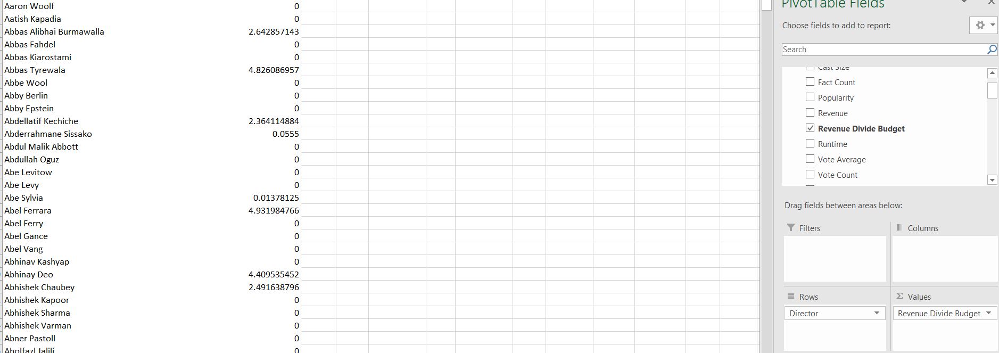 Aaron Woolf 0
Aatish Kapadia 0
Abbas Alibhai Burmawalla 2.642857143
Abbas Fahdel 0
Abbas Kiarostami 0
Abbas Tyrewala 4.826086957
Abbe Wool 0
Abby Berlin 0
Abby Epstein 0
Abdellatif Kechiche 2.364114884
Abderrahmane Sissako 0.0555
Abdul Malik Abbott 0
Abdullah Oguz 0
Abe Levitow 0
Abe Levy 0
Abe Sylvia 0.01378125
Abel Ferrara 4.931984766
Abel Ferry 0
Abel Gance 0
Abel Vang 0
Abhinav Kashyap 0
Abhinay Deo 4.409535452
Abhishek Chaubey 2.491638796
Abhishek Kapoor 0
Abhishek Sharma 0
Abhishek Varman 0
Abner Pastoll 0
Abolfazl Jalili 0
PivotTable Fields
Choose fields to add to report:
Search
Cast Size
Fact Count
Popularity
Revenue
Revenue Divide Budget
Runtime
Vote Average
Vote Count
Drag fields between areas below:
Filters
Columns
Rows
Σ Values
Director
Revenue Divide Budget